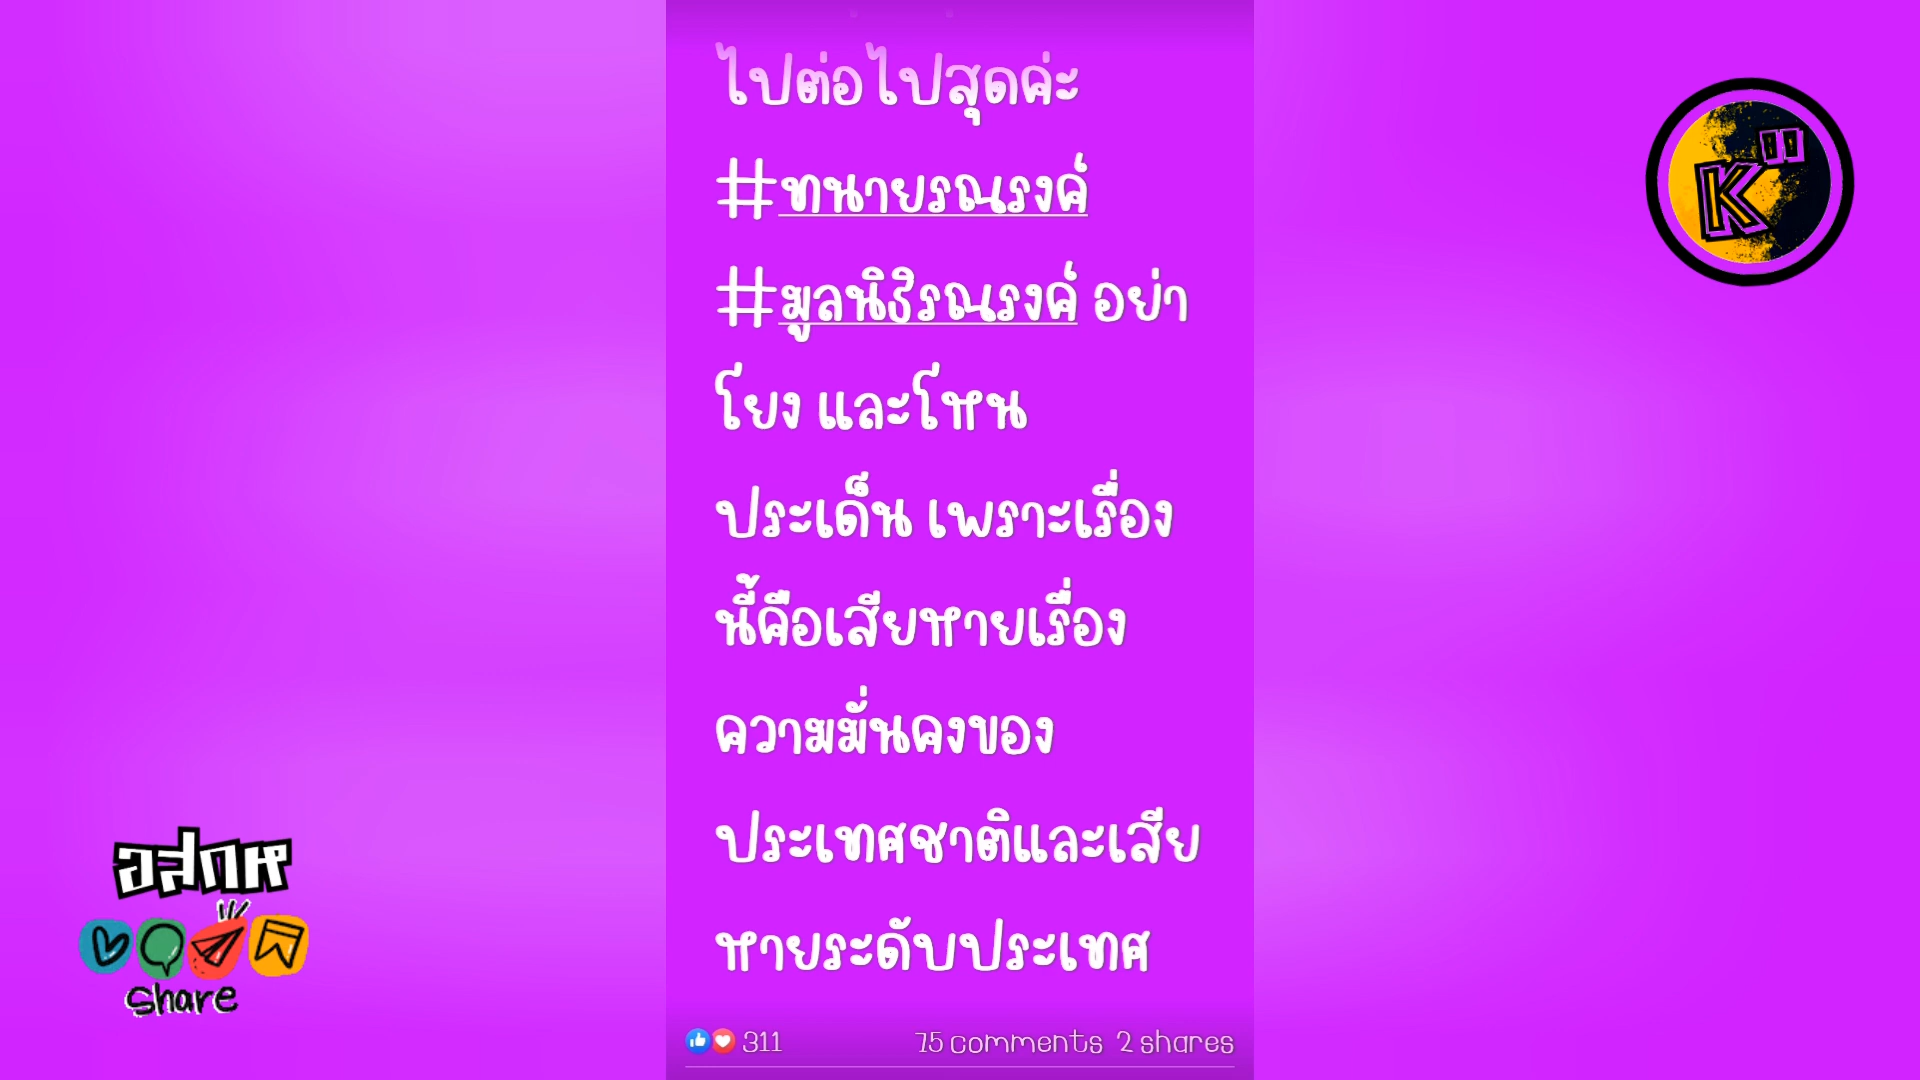 ไปต่อไปสุดค่ะ
#ทนายรณรงค์
#มูลนิธิรณรงค์ อย่า
โยง และโหน
ประเด็น เพราะเรื่อง
นี้คือเสียหายเรื่อง
ความมั่นคงของ
ประเทศชาติและเสีย
หายระดับประเทศ
311 75 comments 2 shares
K"
อสกห
share